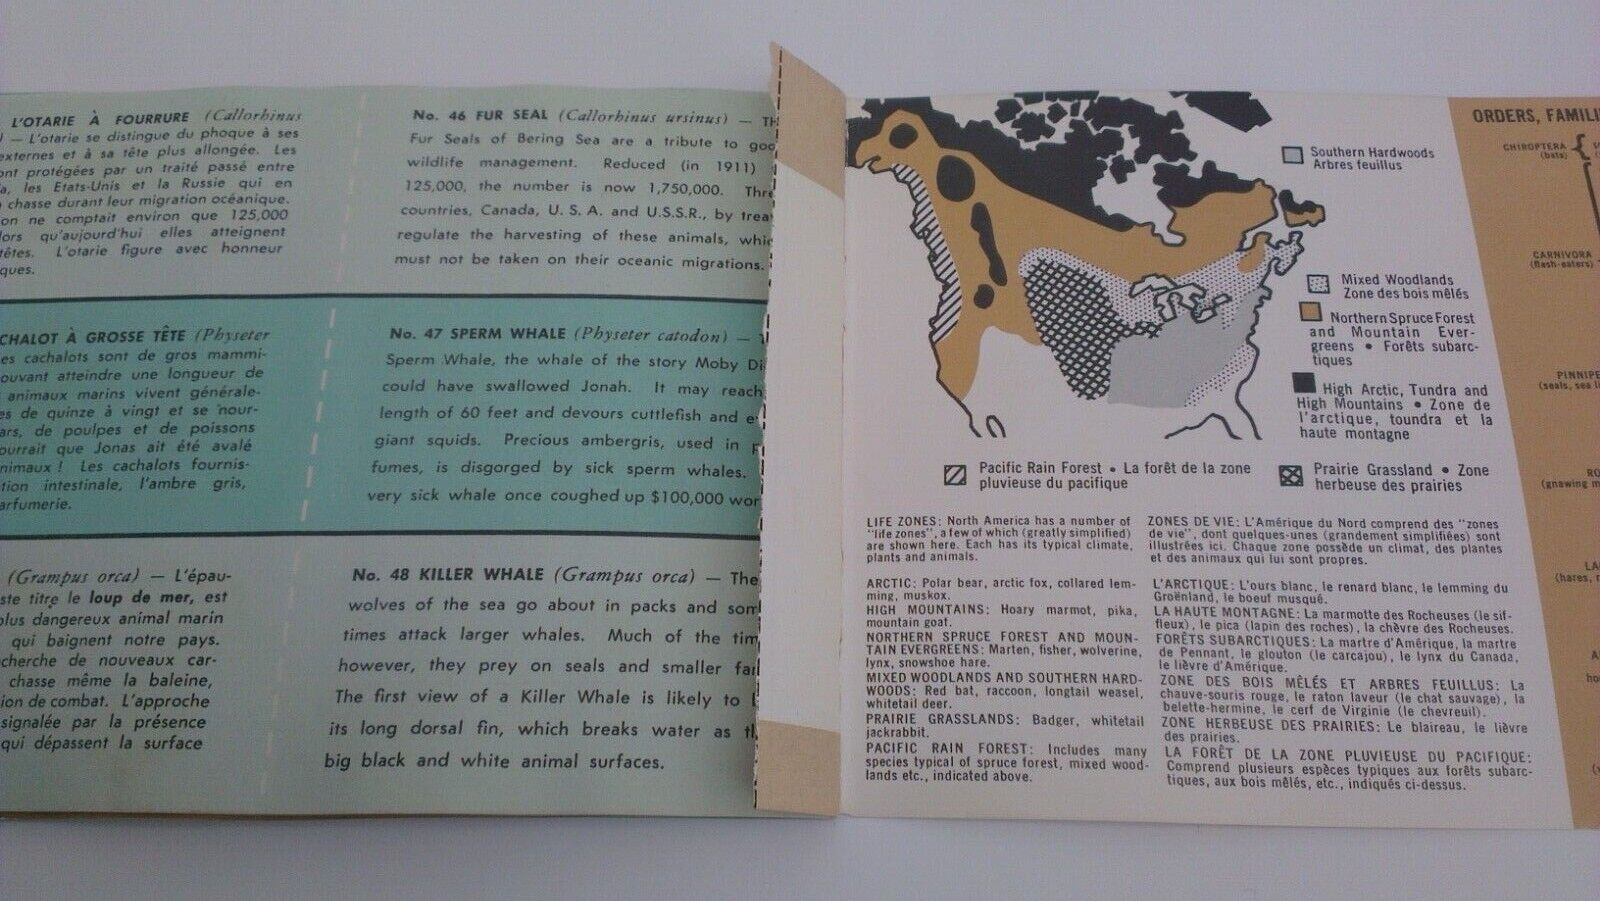 L'OTARIE À FOURRURE (Callorhinus
— L'otarie se distingue du phoque à ses
externes et à sa tête plus allongée. Les
ont protégées par un traité passé entre
a, les Etats-Unis et la Russie qui en
chasse durant leur migration océanique.
on ne comptait environ que 125,000
lors qu'aujourd'hui elles atteignent
têtes. L'otarie figure avec honneur
ques.
CHALOT À GROSSE TÊTE (Physeter
es cachalots sont de gros mammi-
ouvant atteindre une longueur de
animaux marins vivent générale-
es de quinze à vingt et se nour-
ars, de poulpes et de poissons
ourrait que Jonas ait été avalé
nimaux ! Les cachalots fournis-
tion intestinale, l'ambre gris,
arfumerie.
(Grampus orca) — L'épau-
ste titre le loup de mer, est
plus dangereux animal marin
qui baignent notre pays.
cherche de nouveaux car-
chasse même la baleine,
ion de combat. L'approche
signalée par la présence
qui dépassent la surface
No. 46 FUR SEAL (Callorhinus ursinus) — Th
Fur Seals of Bering Sea are a tribute to goo
wildlife management. Reduced (in 1911)
125,000, the number is now 1,750,000. Thre
countries, Canada, U. S. A. and U.S.S.R., by trea
regulate the harvesting of these animals, whic
must not be taken on their oceanic migrations.
No. 47 SPERM WHALE (Physeter catodon) —
Sperm Whale, the whale of the story Moby Di
could have swallowed Jonah. It may reach
length of 60 feet and devours cuttlefish and e
giant squids. Precious ambergris, used in p
fumes, is disgorged by sick sperm whales.
very sick whale once coughed up $100,000 wor
No. 48 KILLER WHALE (Grampus orca) — The
wolves of the sea go about in packs and som
times attack larger whales. Much of the tim
however, they prey on seals and smaller fa
The first view of a Killer Whale is likely to b
its long dorsal fin, which breaks water as th
big black and white animal surfaces.
Southern Hardwoods
Arbres feuillus
Mixed Woodlands
Zone des bois mêlés
Northern Spruce Forest
and Mountain Ever-
greens • Forêts subarc-
tiques
High Arctic, Tundra and
High Mountains • Zone de
l'arctique, toundra et la
haute montagne
Pacific Rain Forest • La forêt de la zone
pluvieuse du pacifique
Prairie Grassland • Zone
herbeuse des prairies
LIFE ZONES: North America has a number of
"life zones", a few of which (greatly simplified)
are shown here. Each has its typical climate,
plants and animals.
ARCTIC: Polar bear, arctic fox, collared lem-
ming, muskox.
HIGH MOUNTAINS: Hoary marmot, pika,
mountain goat.
NORTHERN SPRUCE FOREST AND MOUN-
TAIN EVERGREENS: Marten, fisher, wolverine,
lynx, snowshoe hare.
MIXED WOODLANDS AND SOUTHERN HARD-
WOODS: Red bat, raccoon, longtail weasel,
whitetail deer.
PRAIRIE GRASSLANDS: Badger, whitetail
jackrabbit.
PACIFIC RAIN FOREST: Includes many
species typical of spruce forest, mixed wood-
lands etc., indicated above.
ZONES DE VIE: L'Amérique du Nord comprend des "zones
de vie", dont quelques-unes (grandement simplifiées) sont
illustrées ici. Chaque zone possède un climat, des plantes
et des animaux qui lui sont propres.
L'ARCTIQUE: L'ours blanc, le renard blanc, le lemming du
Groënland, le boeuf musqué.
LA HAUTE MONTAGNE: La marmotte des Rocheuses (le sif-
fleux), le pica (lapin des roches), la chèvre des Rocheuses.
FORÊTS SUBARCTIQUES: La martre d'Amérique, la martre
de Pennant, le glouton (le carcajou), le lynx du Canada,
le lièvre d'Amérique.
ZONE DES BOIS MÊLÉS ET ARBRES FEUILLUS: La
chauve-souris rouge, le raton laveur (le chat sauvage), la
belette-hermine, le cerf de Virginie (le chevreuil).
ZONE HERBEUSE DES PRAIRIES: Le blaireau, le lièvre
des prairies.
LA FORÊT DE LA ZONE PLUVIEUSE DU PACIFIQUE:
Comprend plusieurs espèces typiques aux forêts subarc-
tiques, aux bois mêlés, etc., indiqués ci-dessus.
ORDERS, FAMILI
CHIROPTERA
(bats)
CARNIVORA
(flesh-eaters)
PINNIPE
(seals, sea li
RO
(gnawing m
LA
(hares, r